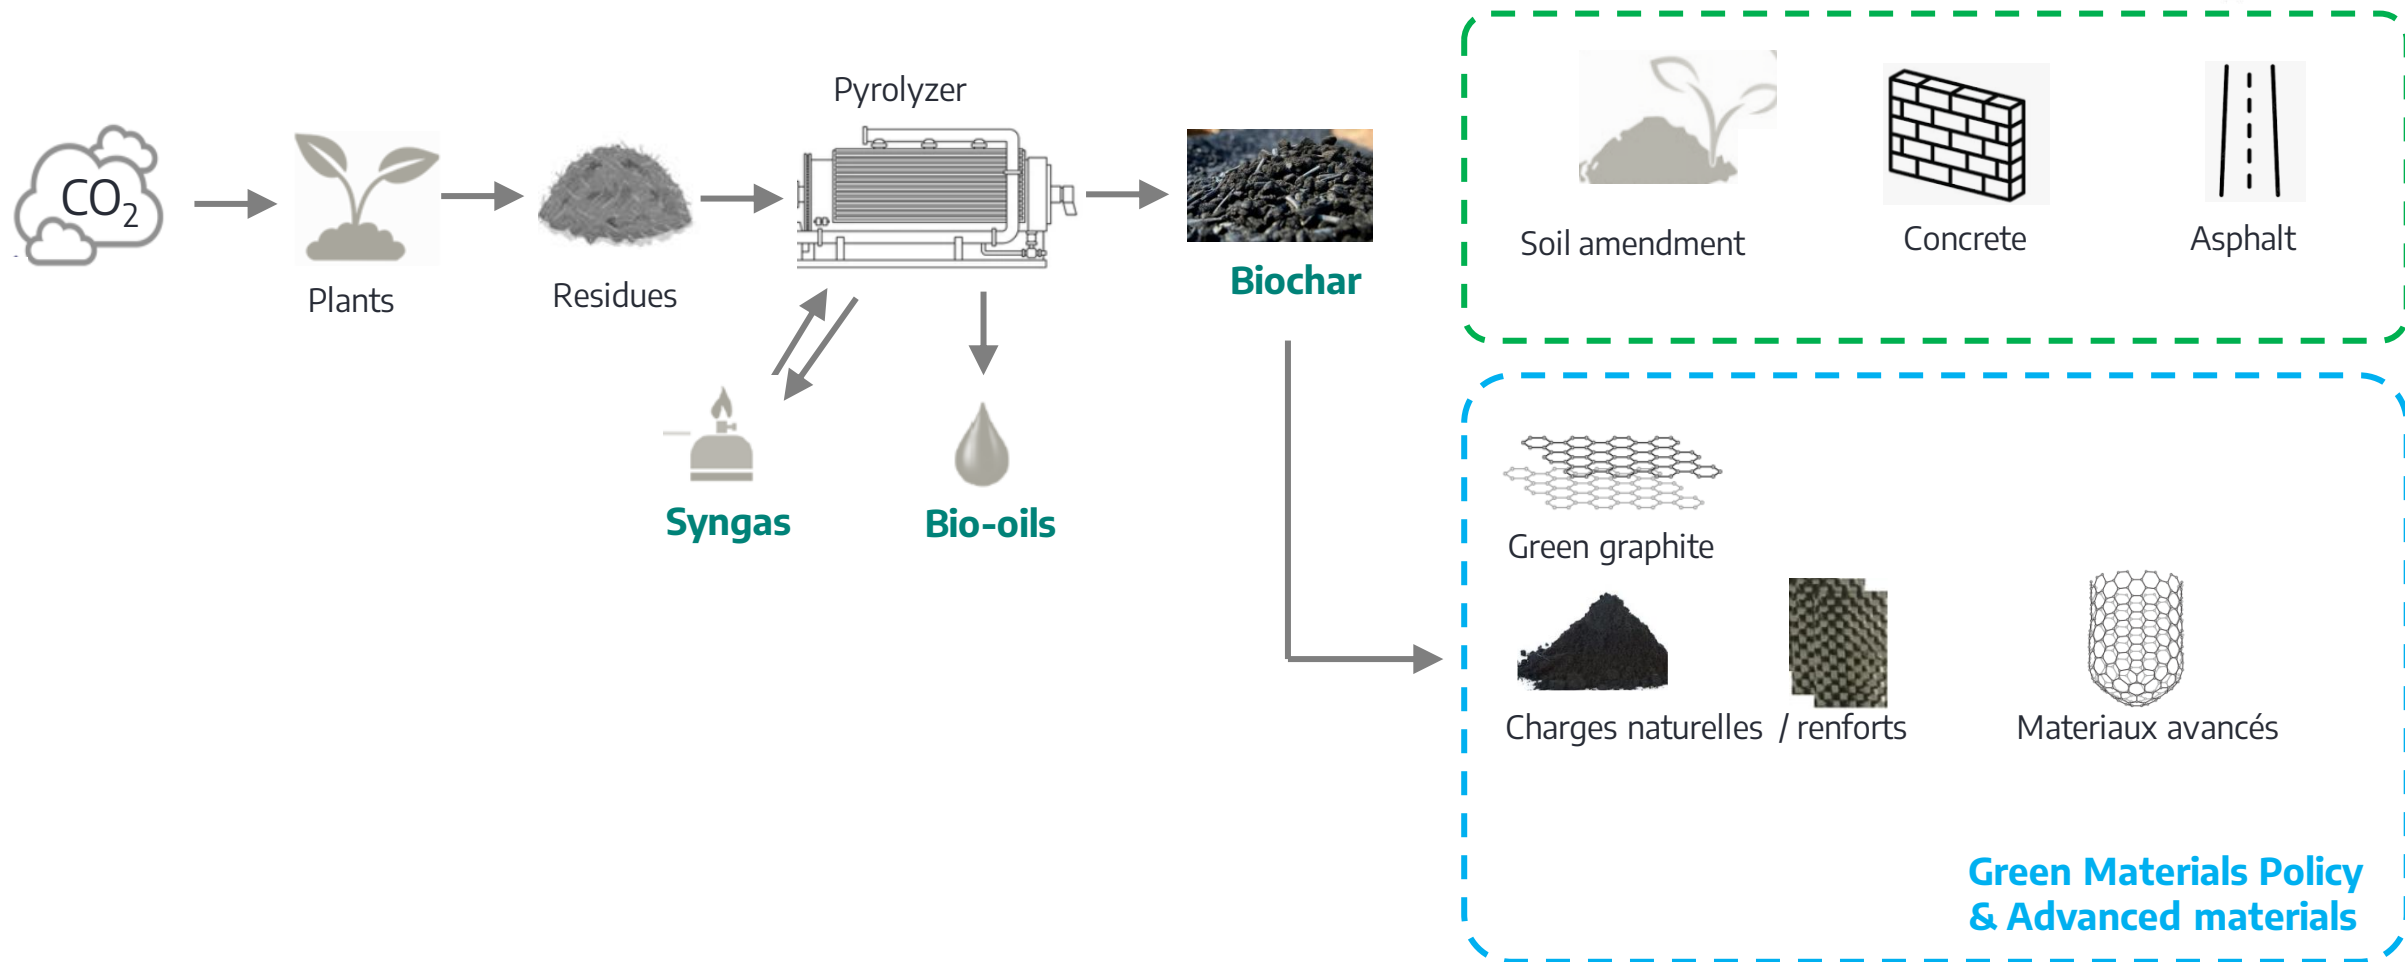 CO2
Plants
Residues
Pyrolyzer
Biochar
Syngas
Bio-oils
Soil amendment
Concrete
Asphalt
Green graphite
Charges naturelles / renforts
Materiaux avancés
Green Materials Policy
& Advanced materials